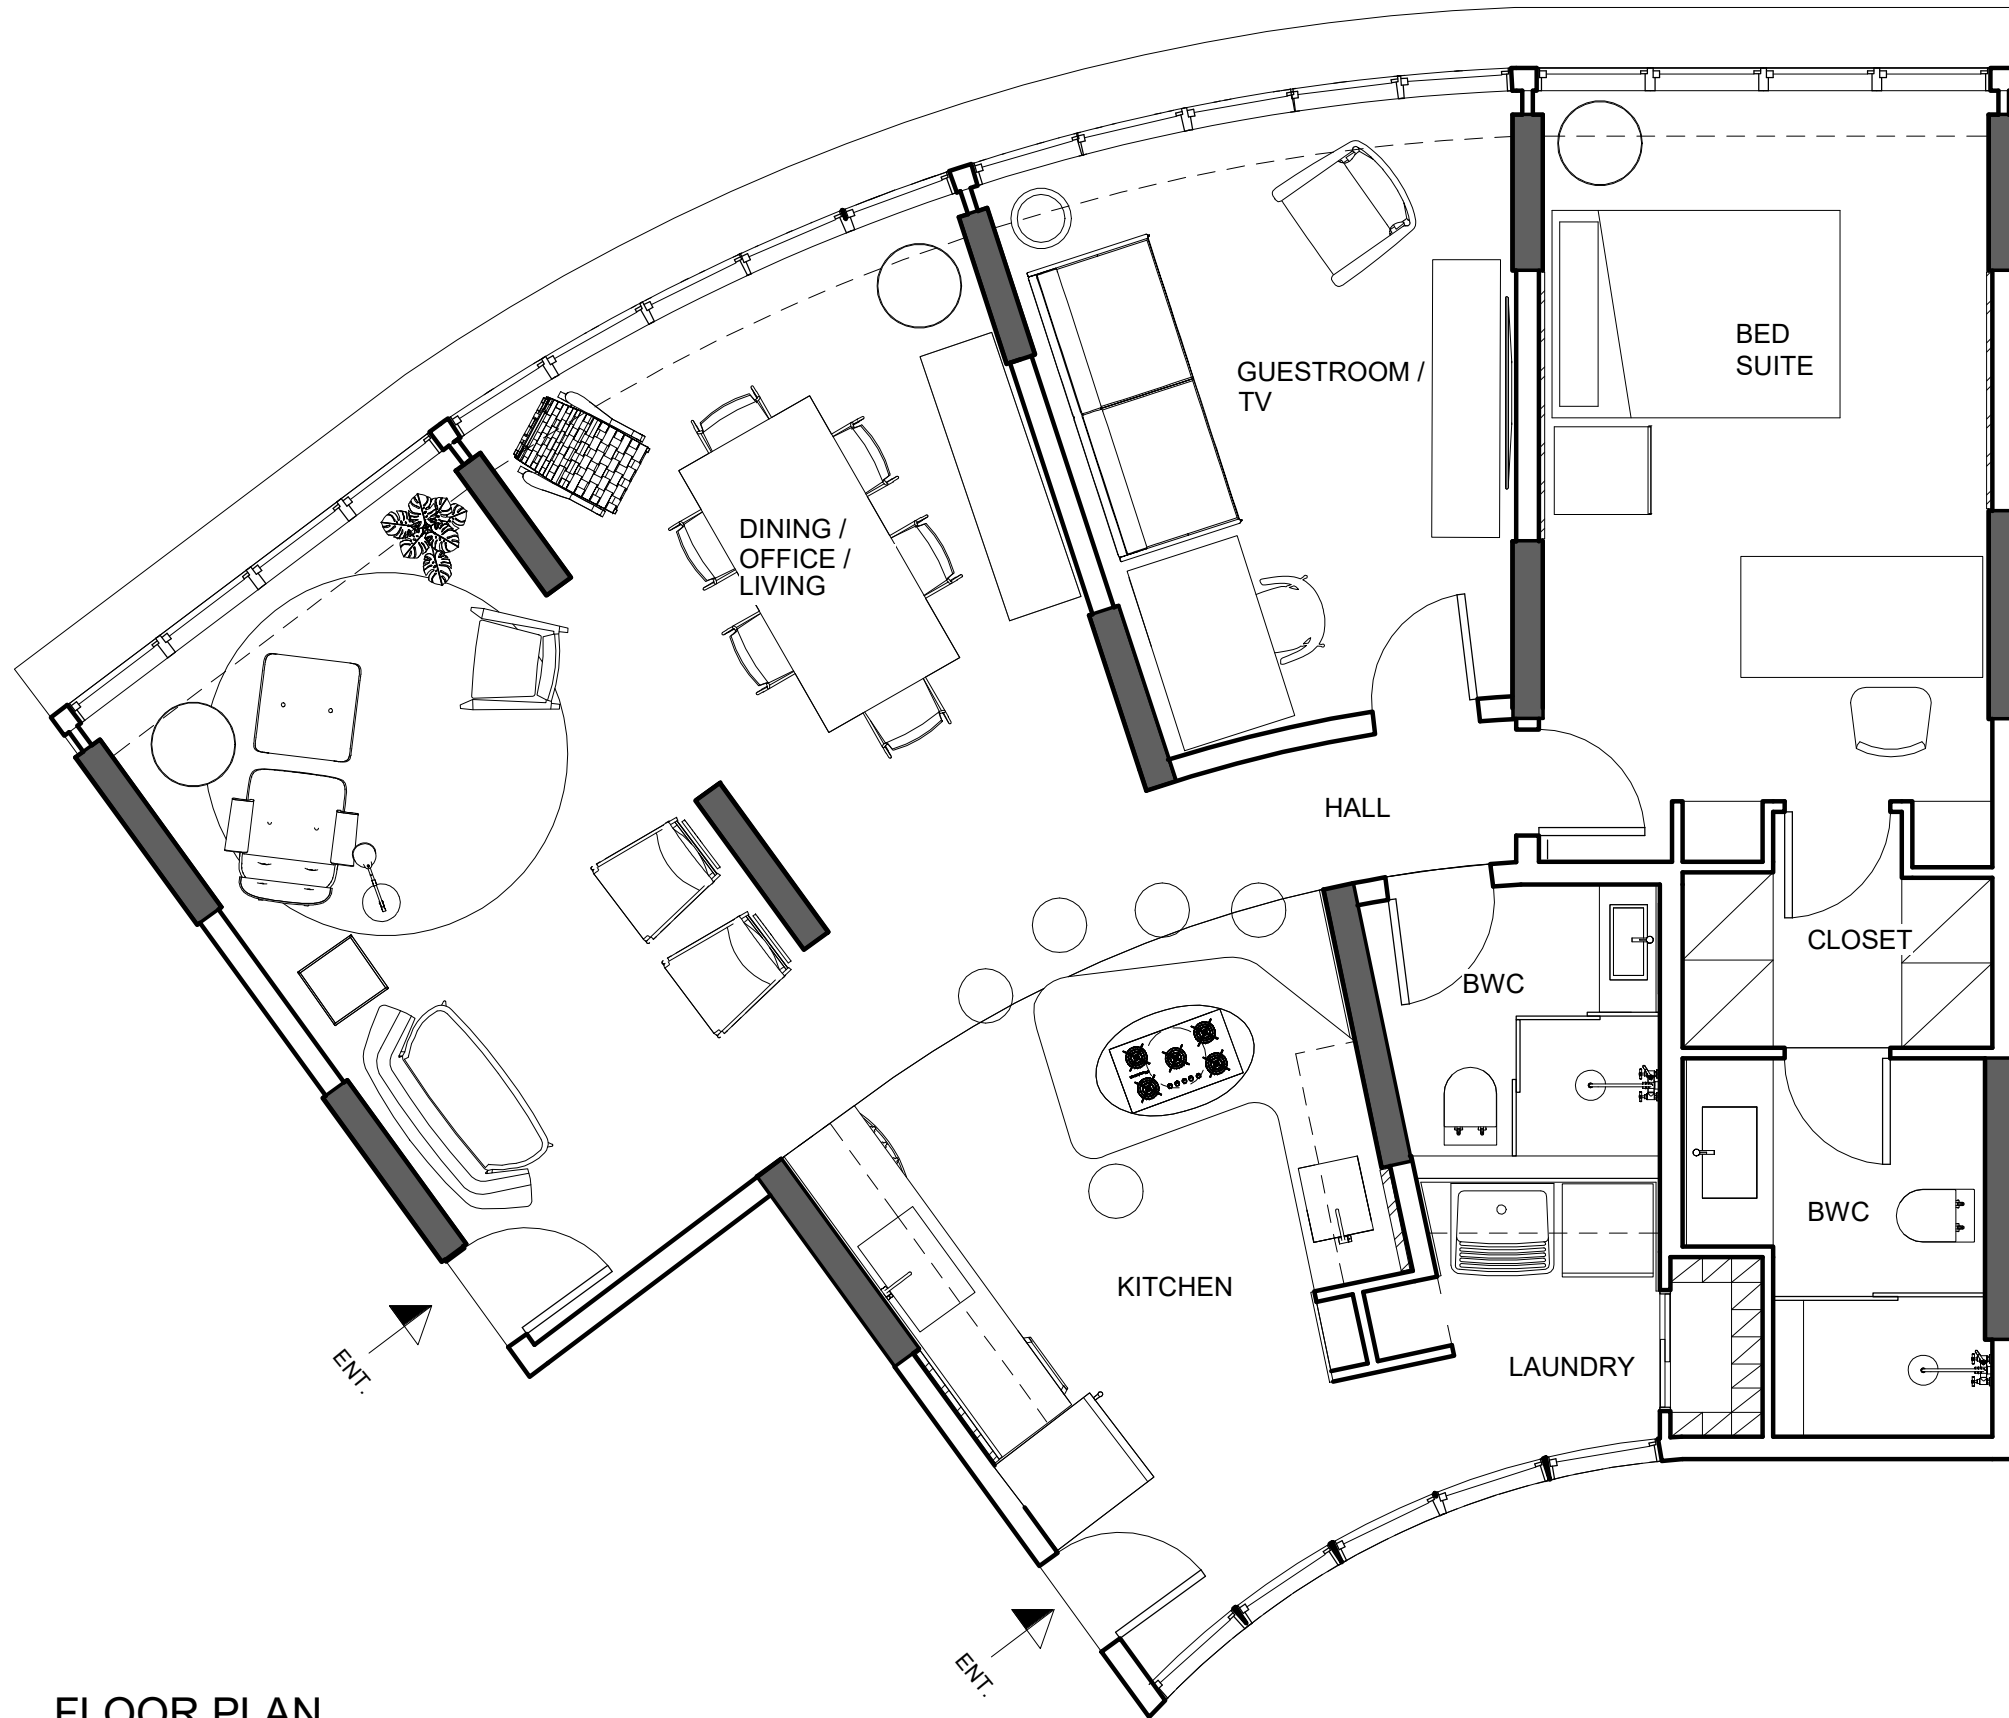 BED
SUITE
GUESTROOM /
TV
DINING /
OFFICE /
LIVING
HALL
CLOSET
BWC
BWC
KITCHEN
LAUNDRY
ENT.
ENT.
FLOOR PLAN